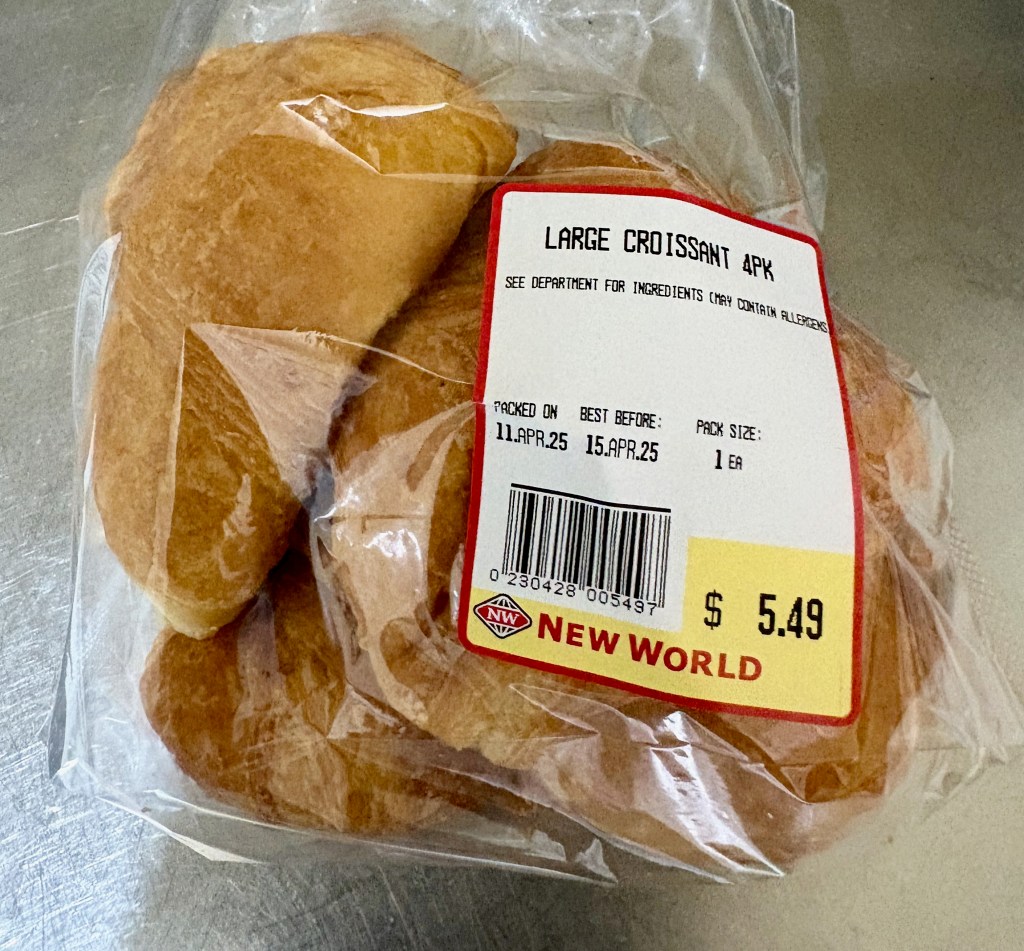 LARGE CROISSANT 4PK
SEE DEPARTMENT FOR INGREDIENTS (MAY CONTAIN ALLERGENS
PACKED ON BEST BEFORE: PACK SIZE:
11.APR.25 15.APR.25 1 EA
0 230428 005497
$ 5.49
NW NEW WORLD